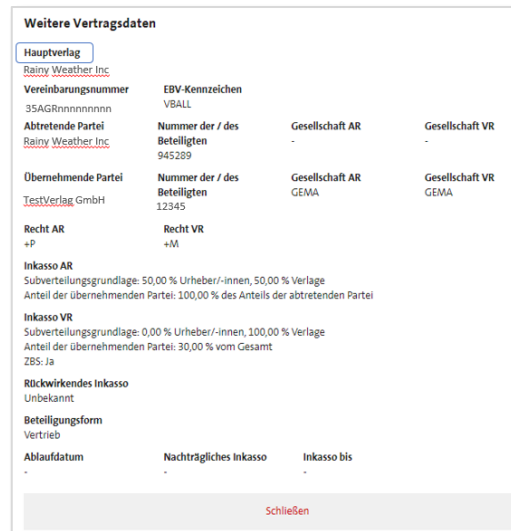 Weitere Vertragsdaten
Hauptverlag
Rainy Weather Inc
Vereinbarungsnummer EBV-Kennzeichen
35AGRnnnnnnnnn VBALL
Abtretende Partei Nummer der / des Beteiligten Gesellschaft AR Gesellschaft VR
Rainy Weather Inc 945289 - -
Übernehmende Partei Nummer der / des Beteiligten Gesellschaft AR Gesellschaft VR
TestVerlag GmbH 12345 GEMA GEMA
Recht AR Recht VR
+P +M
Inkasso AR
Subverteilungsgrundlage: 50,00 % Urheber/-innen, 50,00 % Verlage
Anteil der übernehmenden Partei: 100,00 % des Anteils der abtretenden Partei
Inkasso VR
Subverteilungsgrundlage: 0,00 % Urheber/-innen, 100,00 % Verlage
Anteil der übernehmenden Partei: 30,00 % vom Gesamt
ZBS: Ja
Rückwirkendes Inkasso
Unbekannt
Beteiligungsform
Vertrieb
Ablaufdatum Nachträgliches Inkasso Inkasso bis
- - -
Schließen